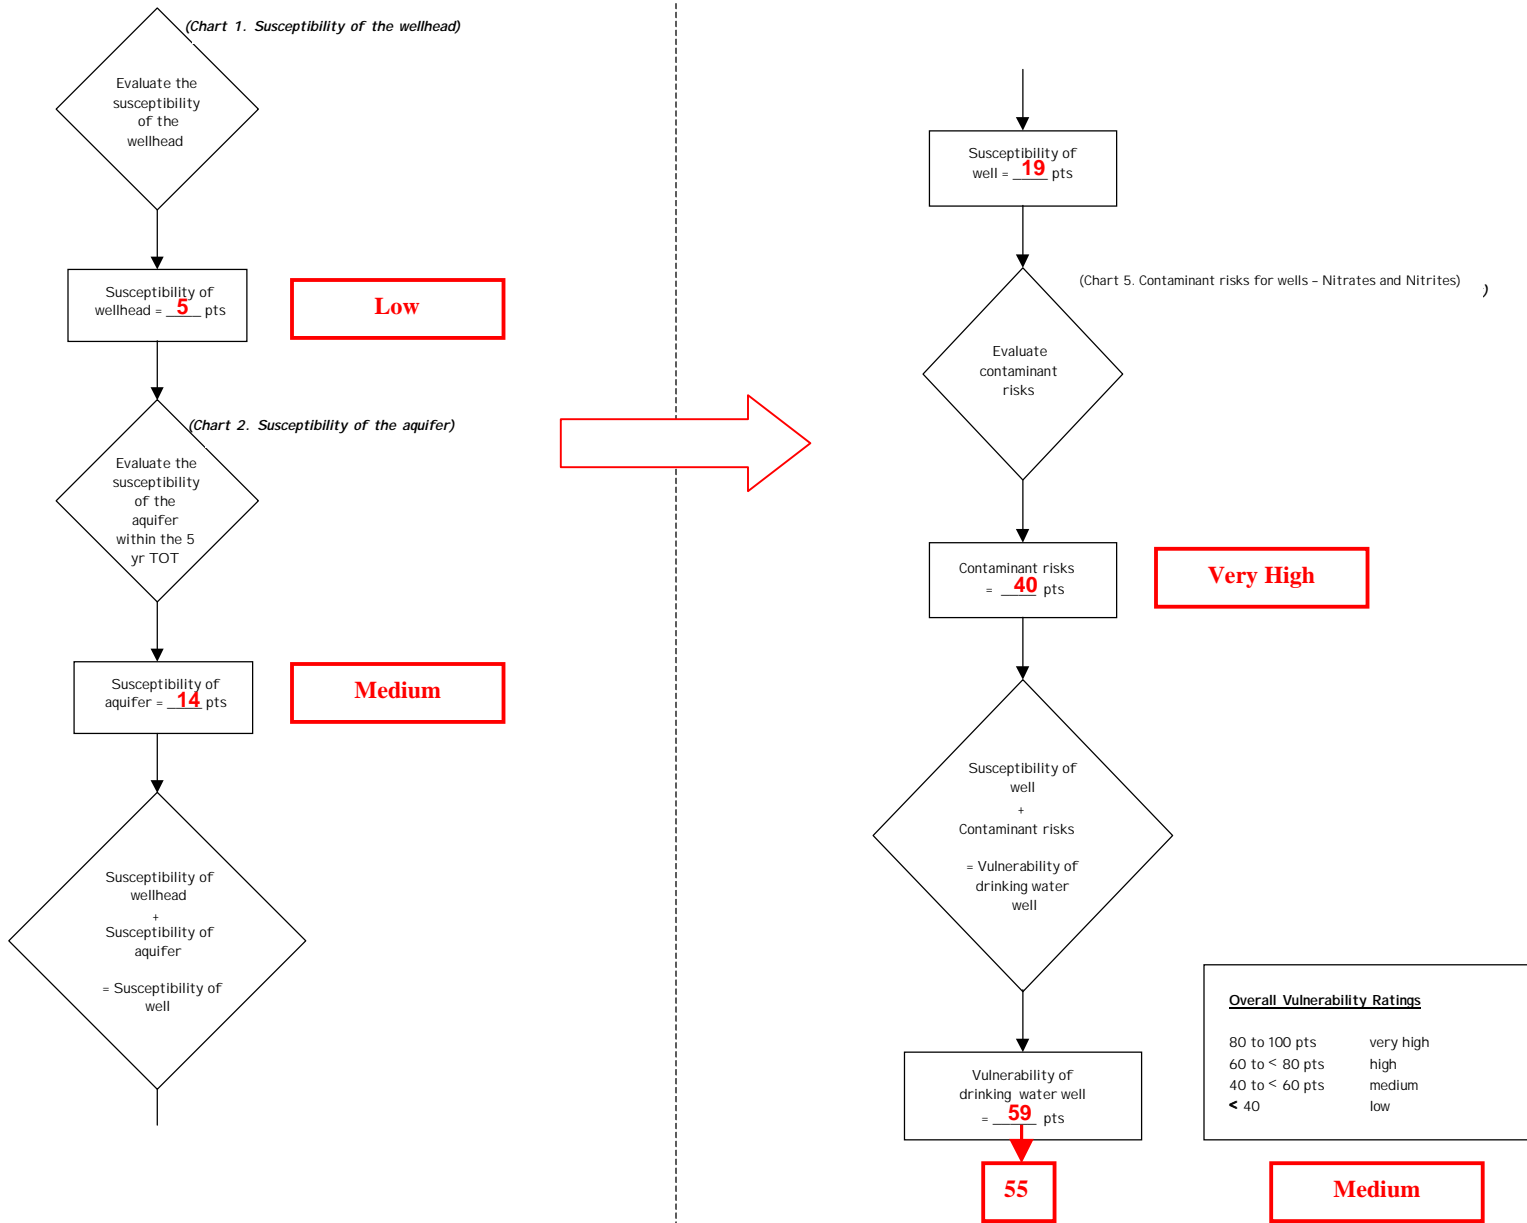 (Chart 1. Susceptibility of the wellhead)
Evaluate the
susceptibility
of the
wellhead
Susceptibility of
wellhead = 5 pts
Low
(Chart 2. Susceptibility of the aquifer)
Evaluate the
susceptibility
of the
aquifer
within the 5
yr TOT
Susceptibility of
aquifer = 14 pts
Medium
Susceptibility of
wellhead
+
Susceptibility of
aquifer
= Susceptibility of
well
Susceptibility of
well = 19 pts
(Chart 5. Contaminant risks for wells – Nitrates and Nitrites)
)
Evaluate
contaminant
risks
Contaminant risks
= 40 pts
Very High
Susceptibility of
well
+
Contaminant risks
= Vulnerability of
drinking water
well
Vulnerability of
drinking water well
= 59 pts
55
Overall Vulnerability Ratings
80 to 100 pts very high
60 to < 80 pts high
40 to < 60 pts medium
< 40 low
Medium